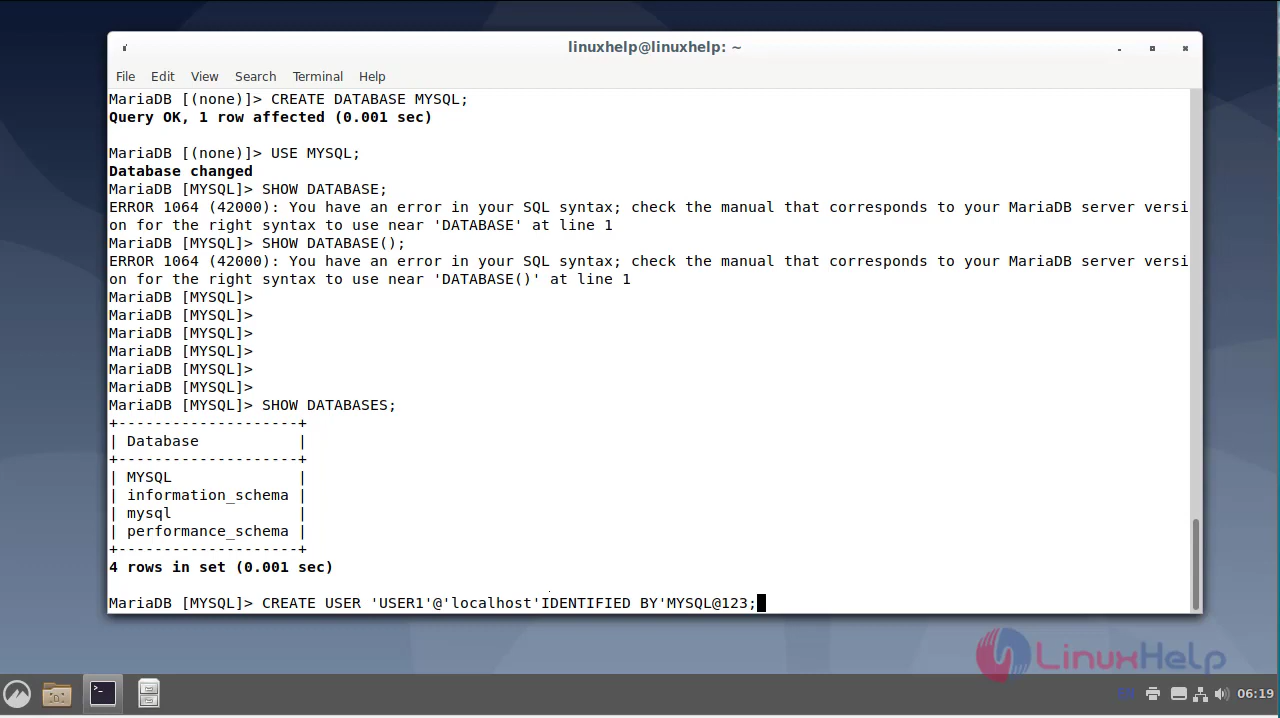 linuxhelp@linuxhelp: ~
File Edit View Search Terminal Help
MariaDB [(none)]> CREATE DATABASE MYSQL;
Query OK, 1 row affected (0.001 sec)
MariaDB [(none)]> USE MYSQL;
Database changed
MariaDB [MYSQL]> SHOW DATABASE;
ERROR 1064 (42000): You have an error in your SQL syntax; check the manual that corresponds to your MariaDB server versi
on for the right syntax to use near 'DATABASE' at line 1
MariaDB [MYSQL]> SHOW DATABASE();
ERROR 1064 (42000): You have an error in your SQL syntax; check the manual that corresponds to your MariaDB server versi
on for the right syntax to use near 'DATABASE()' at line 1
MariaDB [MYSQL]>
MariaDB [MYSQL]>
MariaDB [MYSQL]>
MariaDB [MYSQL]>
MariaDB [MYSQL]>
MariaDB [MYSQL]>
MariaDB [MYSQL]> SHOW DATABASES;
+--------------------+
| Database           |
+--------------------+
| MYSQL              |
| information_schema |
| mysql              |
| performance_schema |
+--------------------+
4 rows in set (0.001 sec)
MariaDB [MYSQL]> CREATE USER 'USER1'@'localhost'IDENTIFIED BY'MYSQL@123;
LinuxHelp
06:19